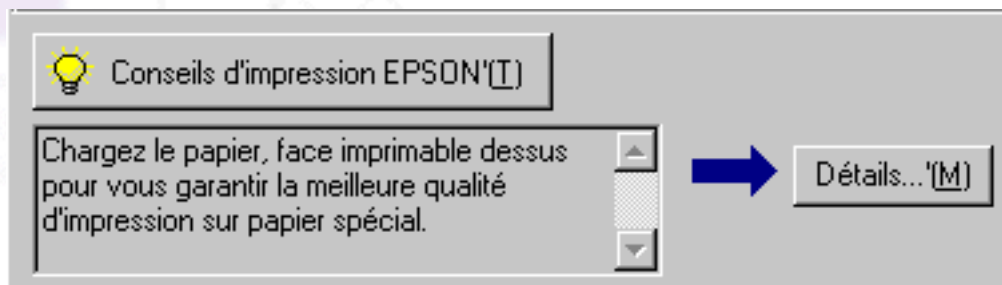 Conseils d'impression EPSON'(T)
Chargez le papier, face imprimable dessus
pour vous garantir la meilleure qualité
d'impression sur papier spécial.
Détails...'(M)